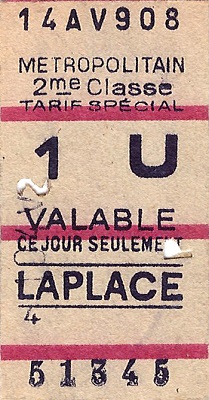 14AV908
METROPOLITAIN
2me Classe
TARIF SPÉCIAL
1 U
VALABLE
CE JOUR SEULEMENT
LAPLACE
4
51345